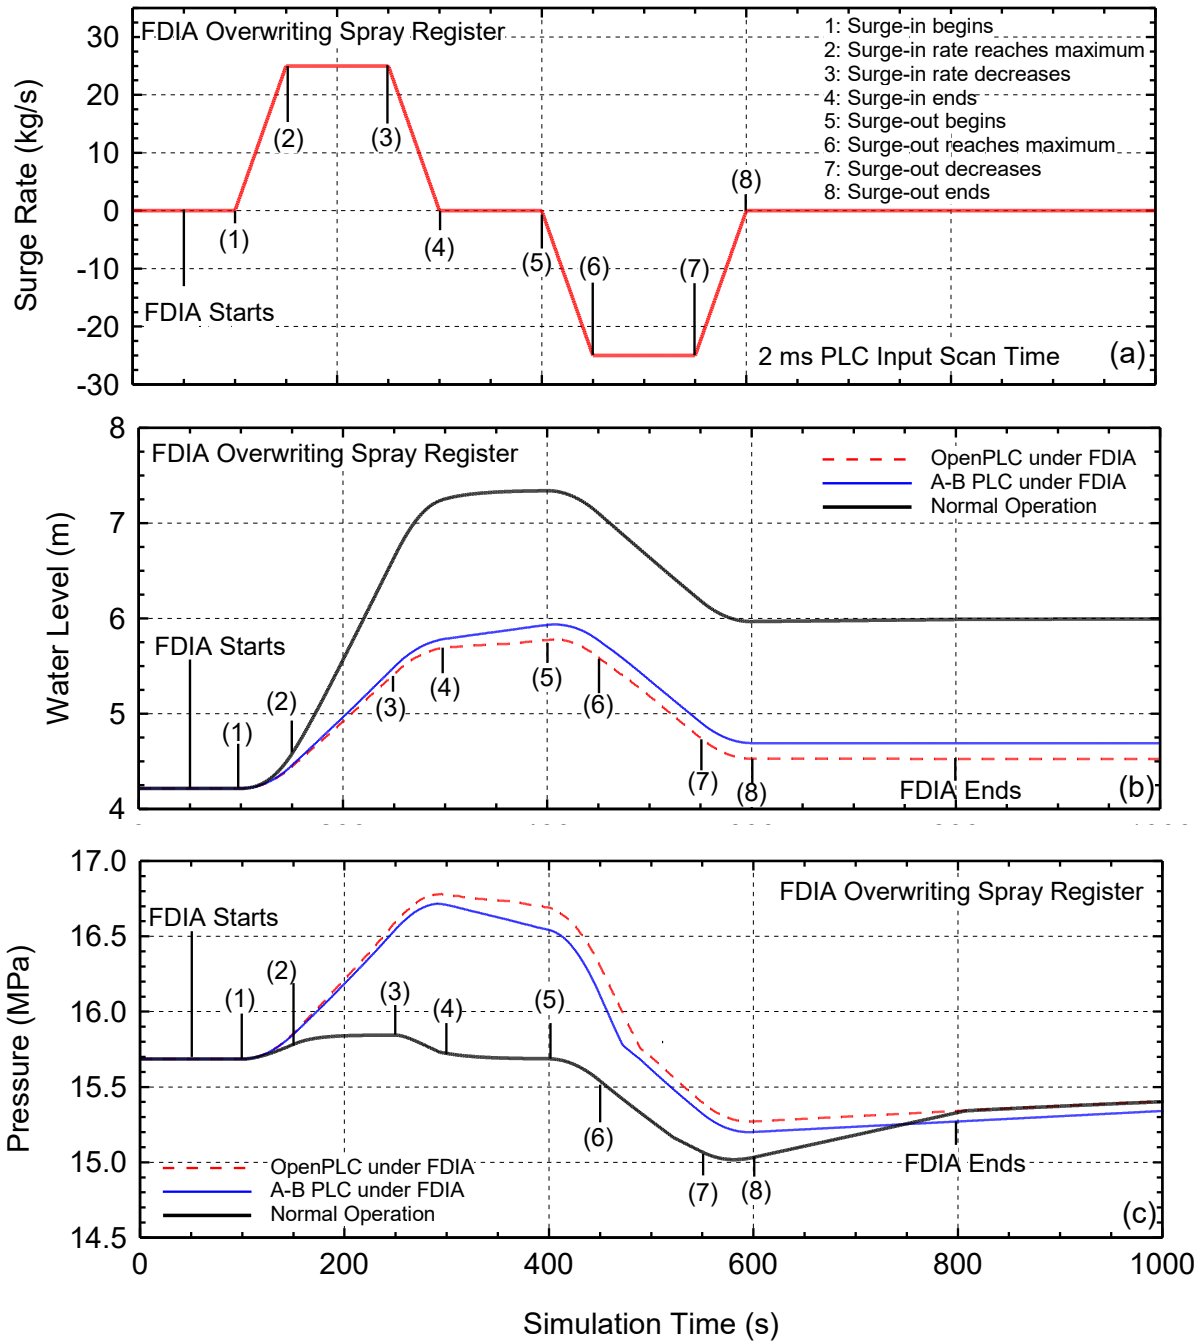 FDIA Overwriting Spray Register
1: Surge-in begins
2: Surge-in rate reaches maximum
3: Surge-in rate decreases
4: Surge-in ends
5: Surge-out begins
6: Surge-out reaches maximum
7: Surge-out decreases
8: Surge-out ends
30
20
10
0
-10
-20
-30
Surge Rate (kg/s)
(1)
(2)
(3)
(4)
(5)
(6)
(7)
(8)
FDIA Starts
2 ms PLC Input Scan Time
(a)
FDIA Overwriting Spray Register
OpenPLC under FDIA
A-B PLC under FDIA
Normal Operation
8
7
6
5
4
Water Level (m)
FDIA Starts
(1)
(2)
(3)
(4)
(5)
(6)
(7)
(8)
FDIA Ends
(b)
0
200
400
600
800
1000
17.0
16.5
16.0
15.5
15.0
14.5
Pressure (MPa)
FDIA Overwriting Spray Register
FDIA Starts
(1)
(2)
(3)
(4)
(5)
(6)
(7)
(8)
FDIA Ends
OpenPLC under FDIA
A-B PLC under FDIA
Normal Operation
(c)
0
200
400
600
800
1000
Simulation Time (s)